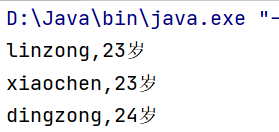 D:\Java\bin\java.exe "-
linzong,23岁
xiaochen,23岁
dingzong,24岁